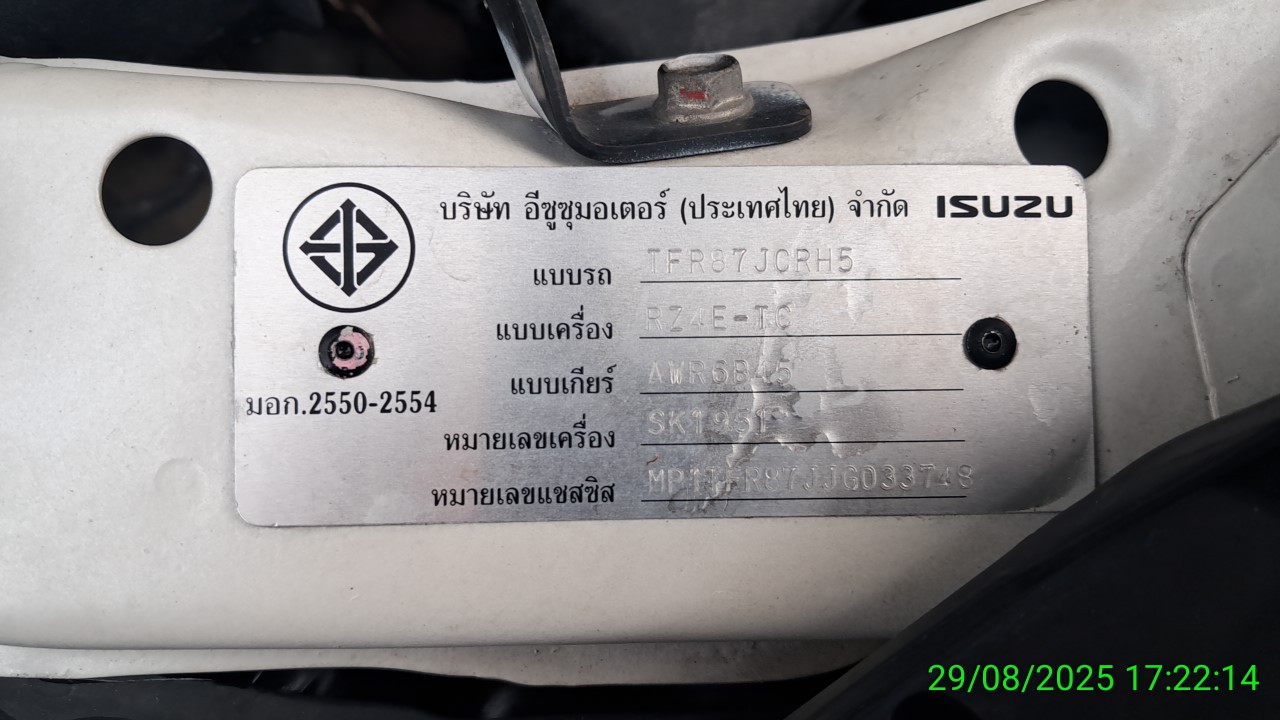 บริษัท อีซูซุมอเตอร์ (ประเทศไทย) จำกัด ISUZU
แบบรถ TFR87JCRH5
แบบเครื่อง RZ4E-TC
แบบเกียร์
มอก.2550-2554
หมายเลขเครื่อง
หมายเลขแชสซิส
29/08/2025 17:22:14